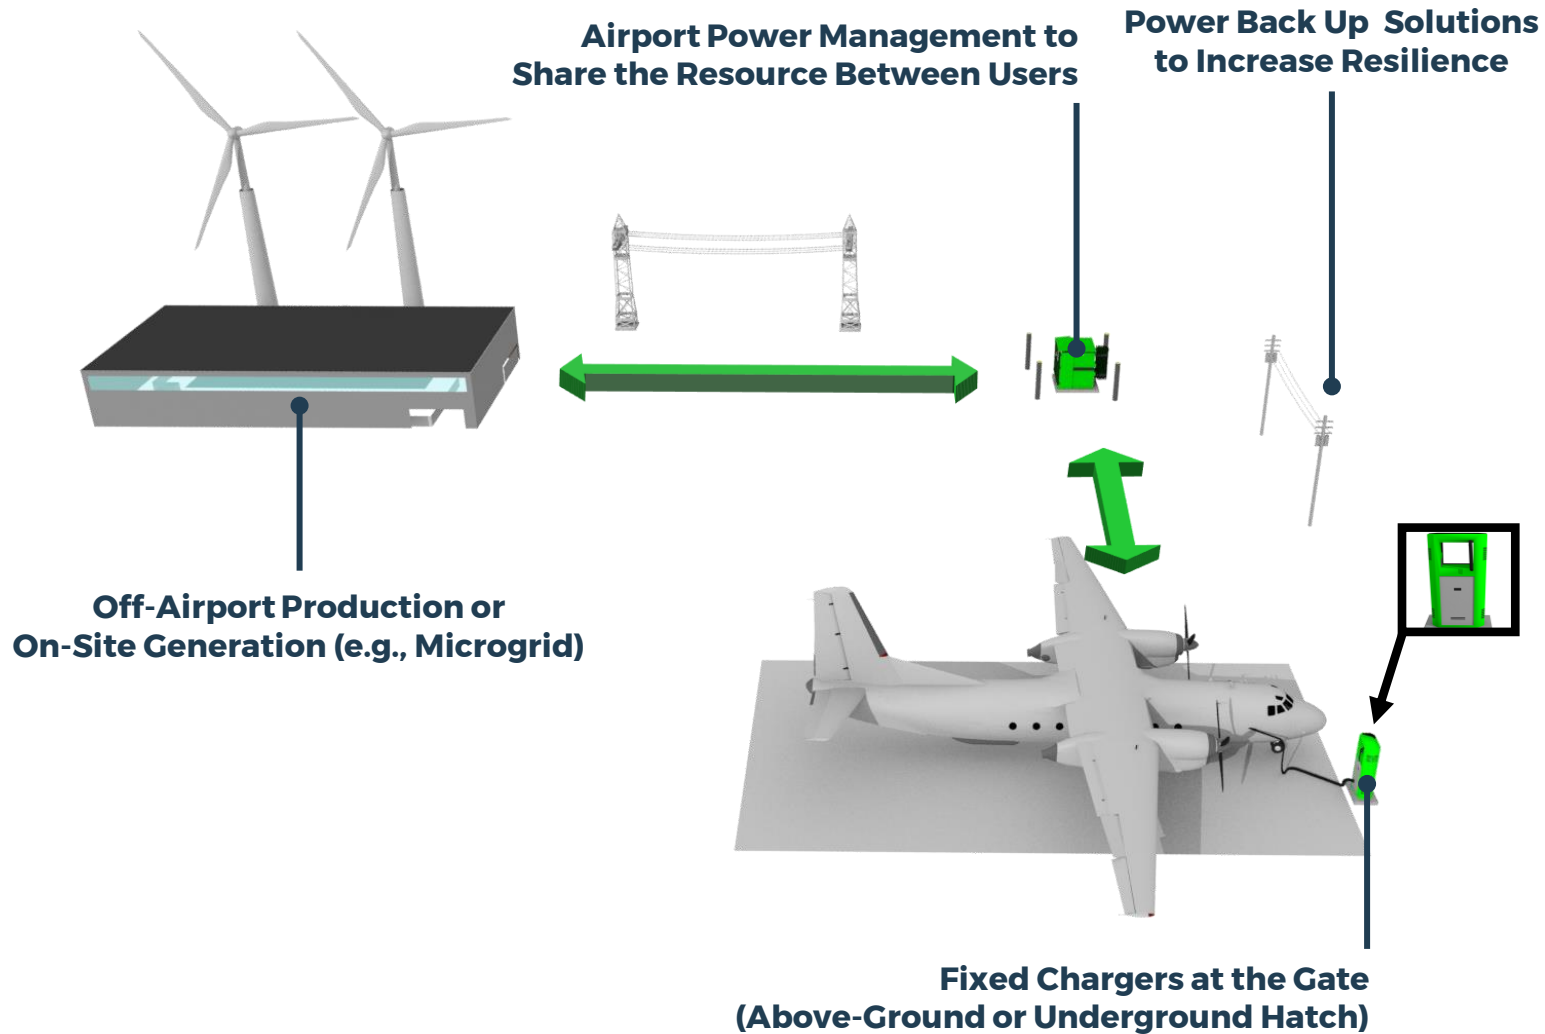 Airport Power Management to
Share the Resource Between Users
Power Back Up Solutions
to Increase Resilience
Off-Airport Production or
On-Site Generation (e.g., Microgrid)
Fixed Chargers at the Gate
(Above-Ground or Underground Hatch)